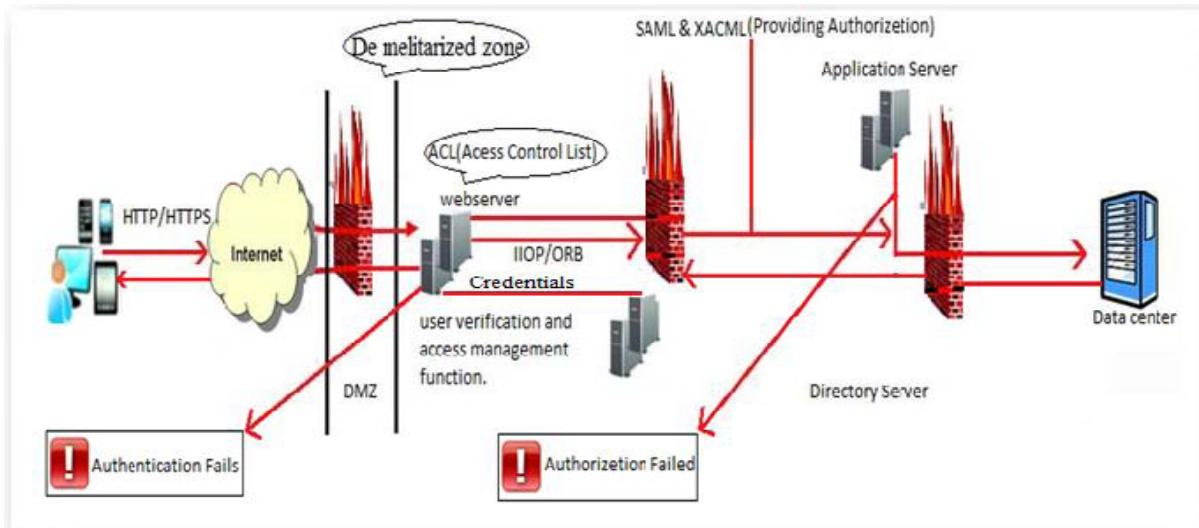 SAML & XACML(Providing Authorizetion)
De melitarized zone
Application Server
ACL(Acess Control List)
webserver
HTTP/HTTPS
Internet
IIOP/ORB
Credentials
user verification and
access management
function.
Data center
DMZ
Directory Server
Authentication Fails
Authorizetion Failed